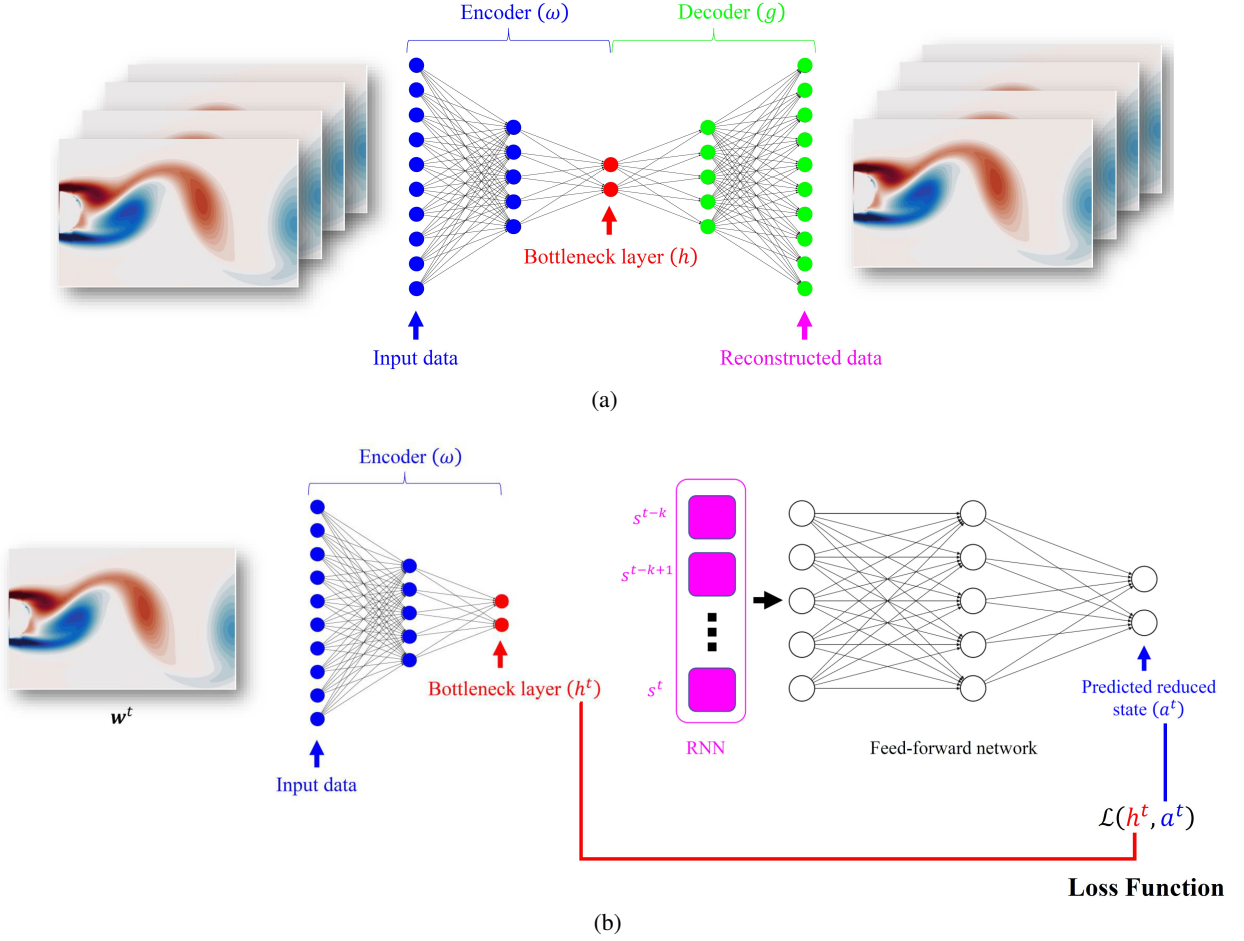 Encoder (ω)
Decoder (g)
Bottleneck layer (h)
Input data
Reconstructed data
(a)
Encoder (ω)
s^{t-k}
s^{t-k+1}
s^t
Bottleneck layer (h^t)
w^t
Input data
RNN
Feed-forward network
Predicted reduced
state (a^t)
ℒ(h^t, a^t)
Loss Function
(b)